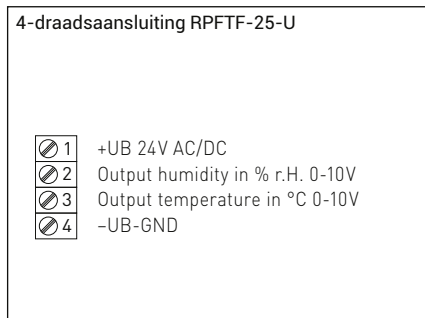 4-draadsaansluiting RPFTF-25-U
1 +UB 24V AC/DC
2 Output humidity in % r.H. 0-10V
3 Output temperature in °C 0-10V
4 –UB-GND